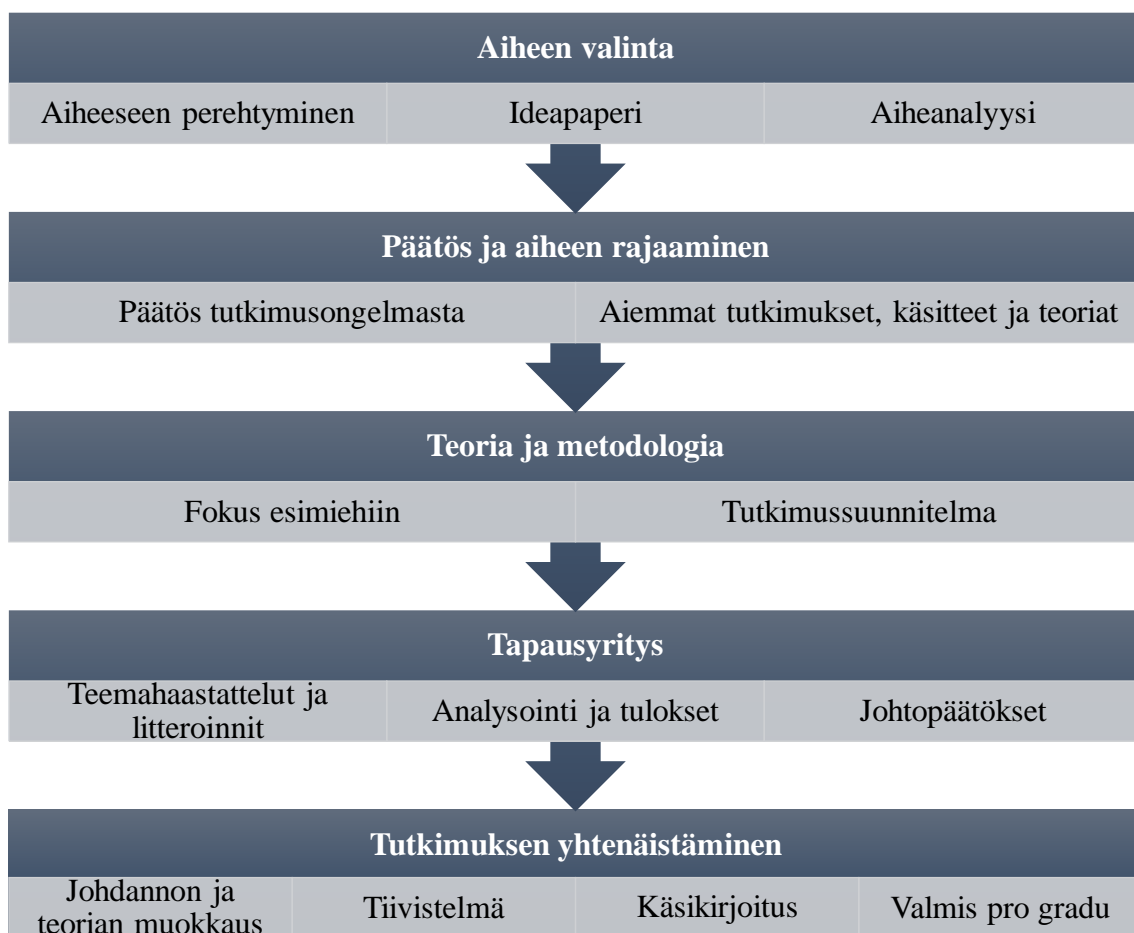 Aiheen valinta
Aiheeseen perehtyminen
Ideapaperi
Aiheanalyysi
Päätös ja aiheen rajaaminen
Päätös tutkimusongelmasta
Aiemmat tutkimukset, käsitteet ja teoriat
Teoria ja metodologia
Fokus esimiehiin
Tutkimussuunnitelma
Tapausyritys
Teemahaastattelut ja
litteroinnit
Analysointi ja tulokset
Johtopäätökset
Tutkimuksen yhtenäistäminen
Johdannon ja
teorian muokkaus
Tiivistelmä
Käsikirjoitus
Valmis pro gradu